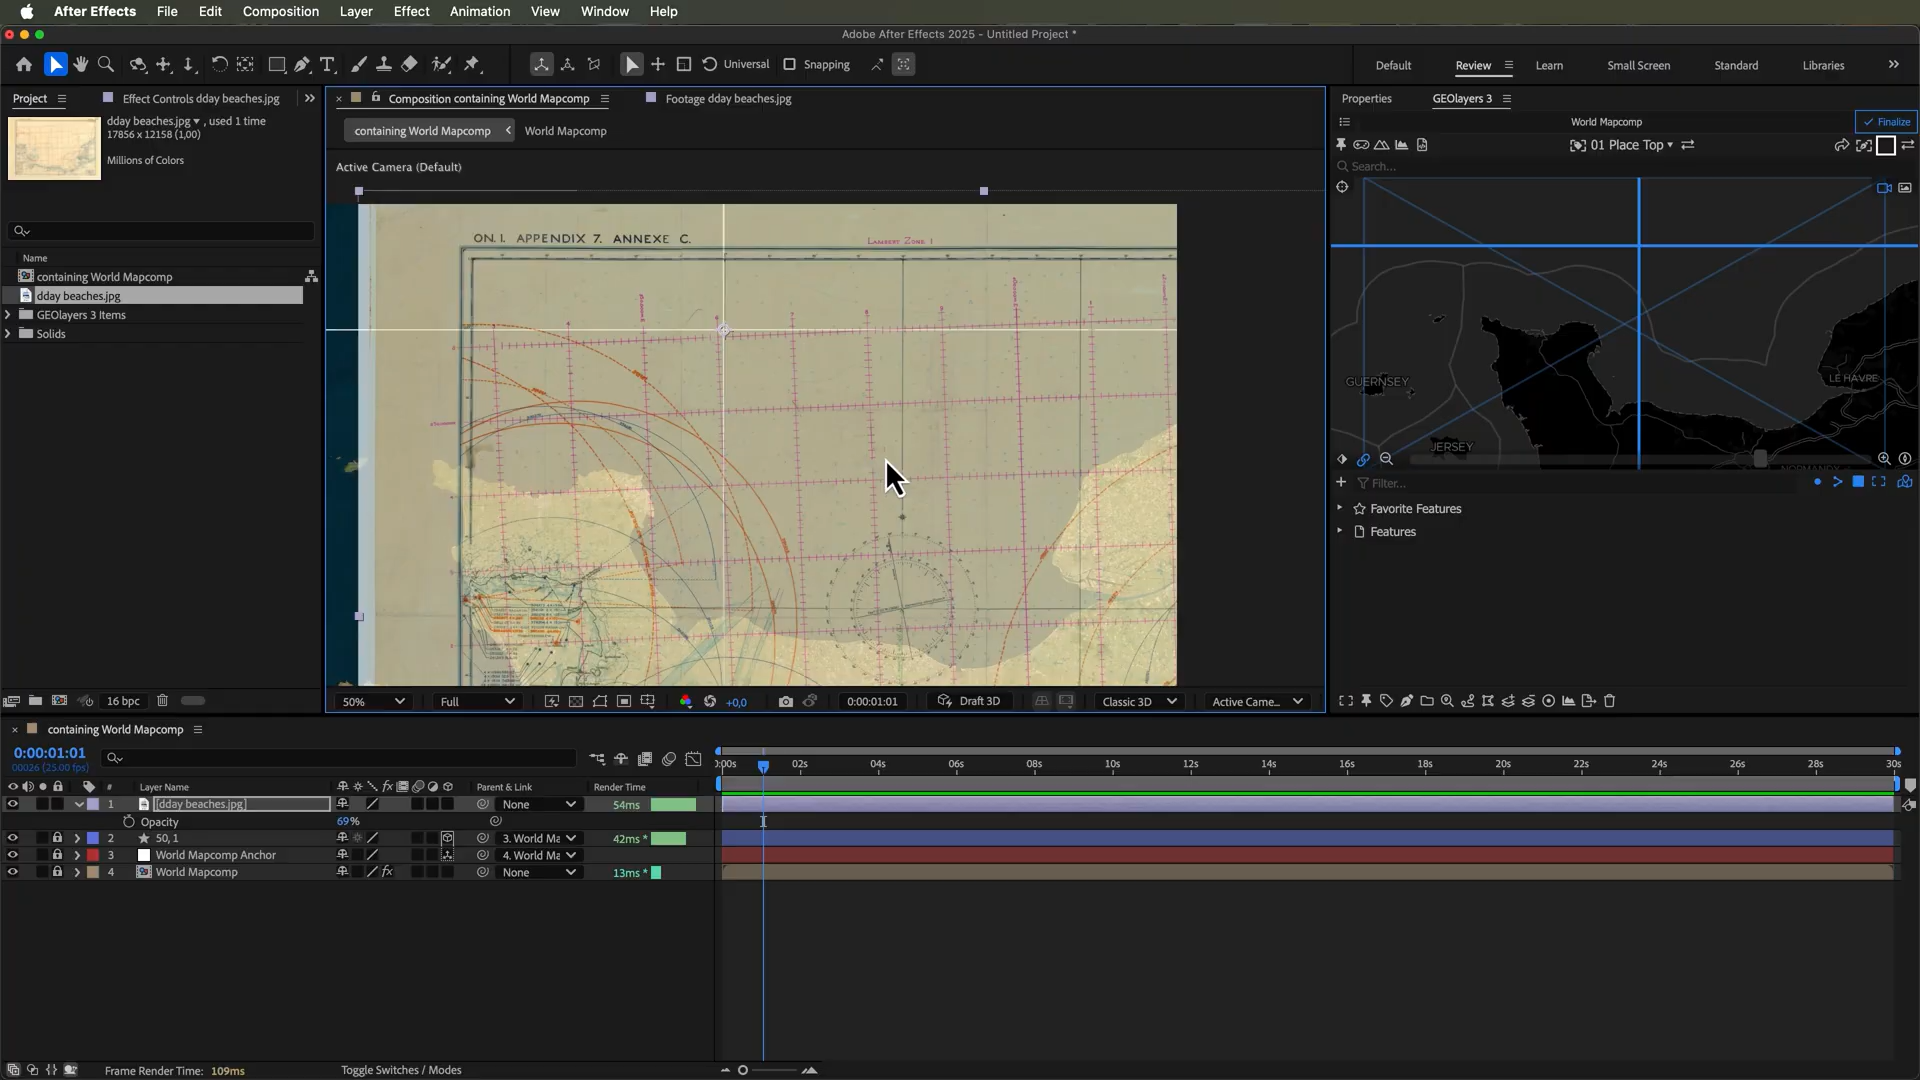 After Effects File Edit Composition Layer Effect Animation View Window Help
Adobe After Effects 2025 - Untitled Project *
Universal Snapping Default Review Learn Small Screen Standard Libraries
Project Effect Controls dday beaches.jpg
dday beaches.jpg , used 1 time
17856 x 12158 (1,00)
Millions of Colors
Name
containing World Mapcomp
dday beaches.jpg
GEOlayers 3 Items
Solids
16 bpc
Composition containing World Mapcomp Footage dday beaches.jpg
containing World Mapcomp World Mapcomp
Active Camera (Default)
ON. I. APPENDIX 7. ANNEXE C.
LAMBERT ZONE I
50% Full +0,0 0:00:01:01 Draft 3D Classic 3D Active Came...
Properties GEOlayers 3
World Mapcomp Finalize
01 Place Top
Search...
GUERNSEY
LE HAVRE
JERSEY
NORMANDY
Filter...
Favorite Features
Features
containing World Mapcomp
0:00:01:01
00026 (25.00 fps)
# Layer Name Parent & Link Render Time
1 [dday beaches.jpg] None 54ms
Opacity 69%
2 50, 1 3. World Ma 42ms *
3 World Mapcomp Anchor 4. World Ma
4 World Mapcomp None 13ms *
):00s 02s 04s 06s 08s 10s 12s 14s 16s 18s 20s 22s 24s 26s 28s 30s
Frame Render Time: 109ms Toggle Switches / Modes